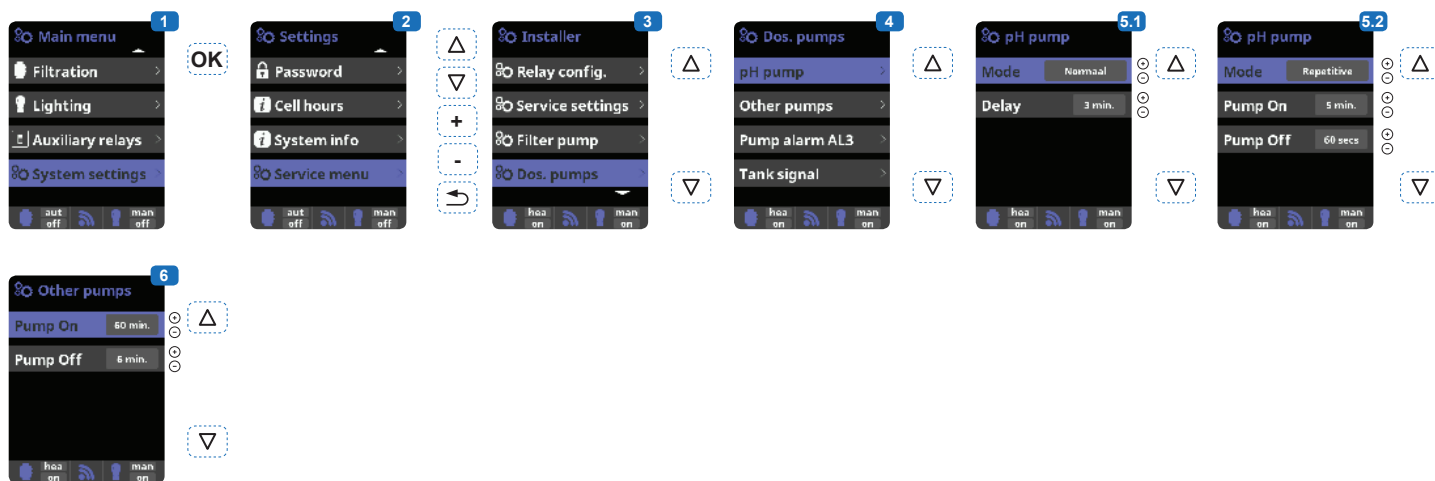 1
Main menu
Filtration
Lighting
Auxiliary relays
System settings
aut off
man off
OK
2
Settings
Password
Cell hours
System info
Service menu
aut off
man off
+
-
3
Installer
Relay config.
Service settings
Filter pump
Dos. pumps
hea on
man on
4
Dos. pumps
pH pump
Other pumps
Pump alarm AL3
Tank signal
hea on
man on
5.1
pH pump
Mode Normaal
Delay 3 min.
hea on
man on
5.2
pH pump
Mode Repetitive
Pump On 5 min.
Pump Off 60 secs
hea on
man on
6
Other pumps
Pump On 60 min.
Pump Off 6 min.
hea on
man on